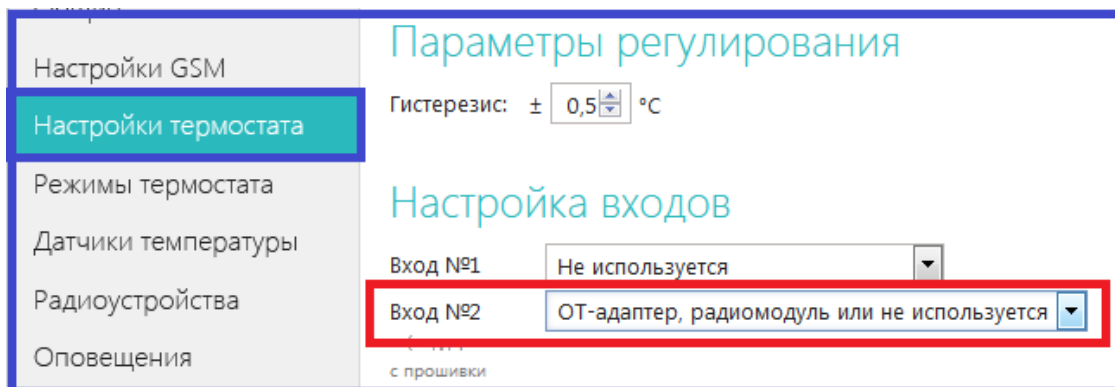 Настройки GSM
Настройки термостата
Режимы термостата
Датчики температуры
Радиоустройства
Оповещения
Параметры регулирования
Гистерезис: ± 0,5 °C
Настройка входов
Вход №1 Не используется
Вход №2 ОТ-адаптер, радиомодуль или не используется
с прошивки